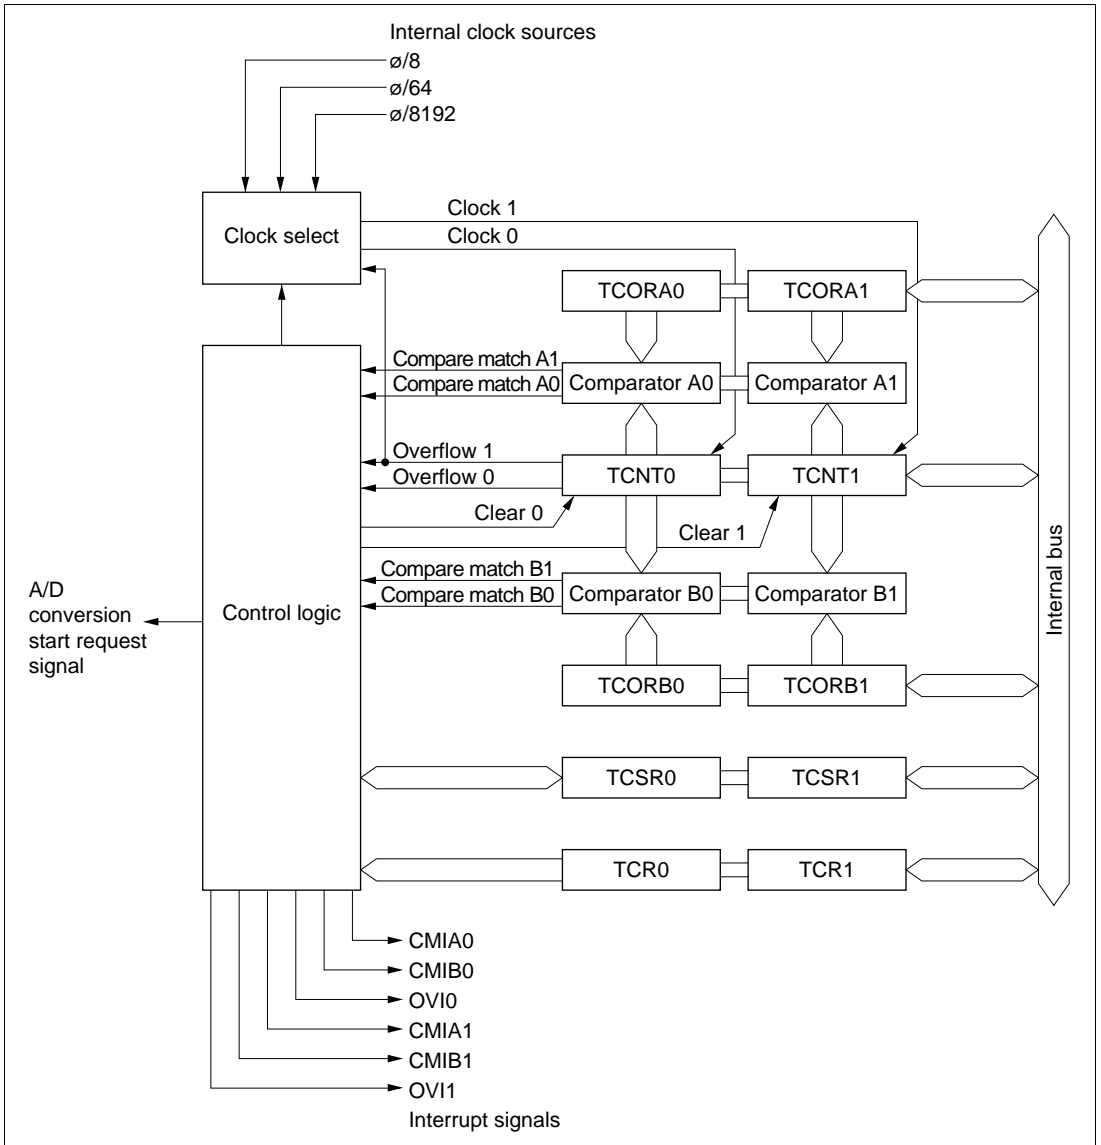 Internal clock sources
ø/8
ø/64
ø/8192
Clock select
Clock 1
Clock 0
TCORA0
TCORA1
Compare match A1
Compare match A0
Comparator A0
Comparator A1
Overflow 1
Overflow 0
TCNT0
TCNT1
Clear 0
Clear 1
Compare match B1
Compare match B0
Comparator B0
Comparator B1
Internal bus
A/D
conversion
start request
signal
Control logic
TCORB0
TCORB1
TCSR0
TCSR1
TCR0
TCR1
CMIA0
CMIB0
OVI0
CMIA1
CMIB1
OVI1
Interrupt signals